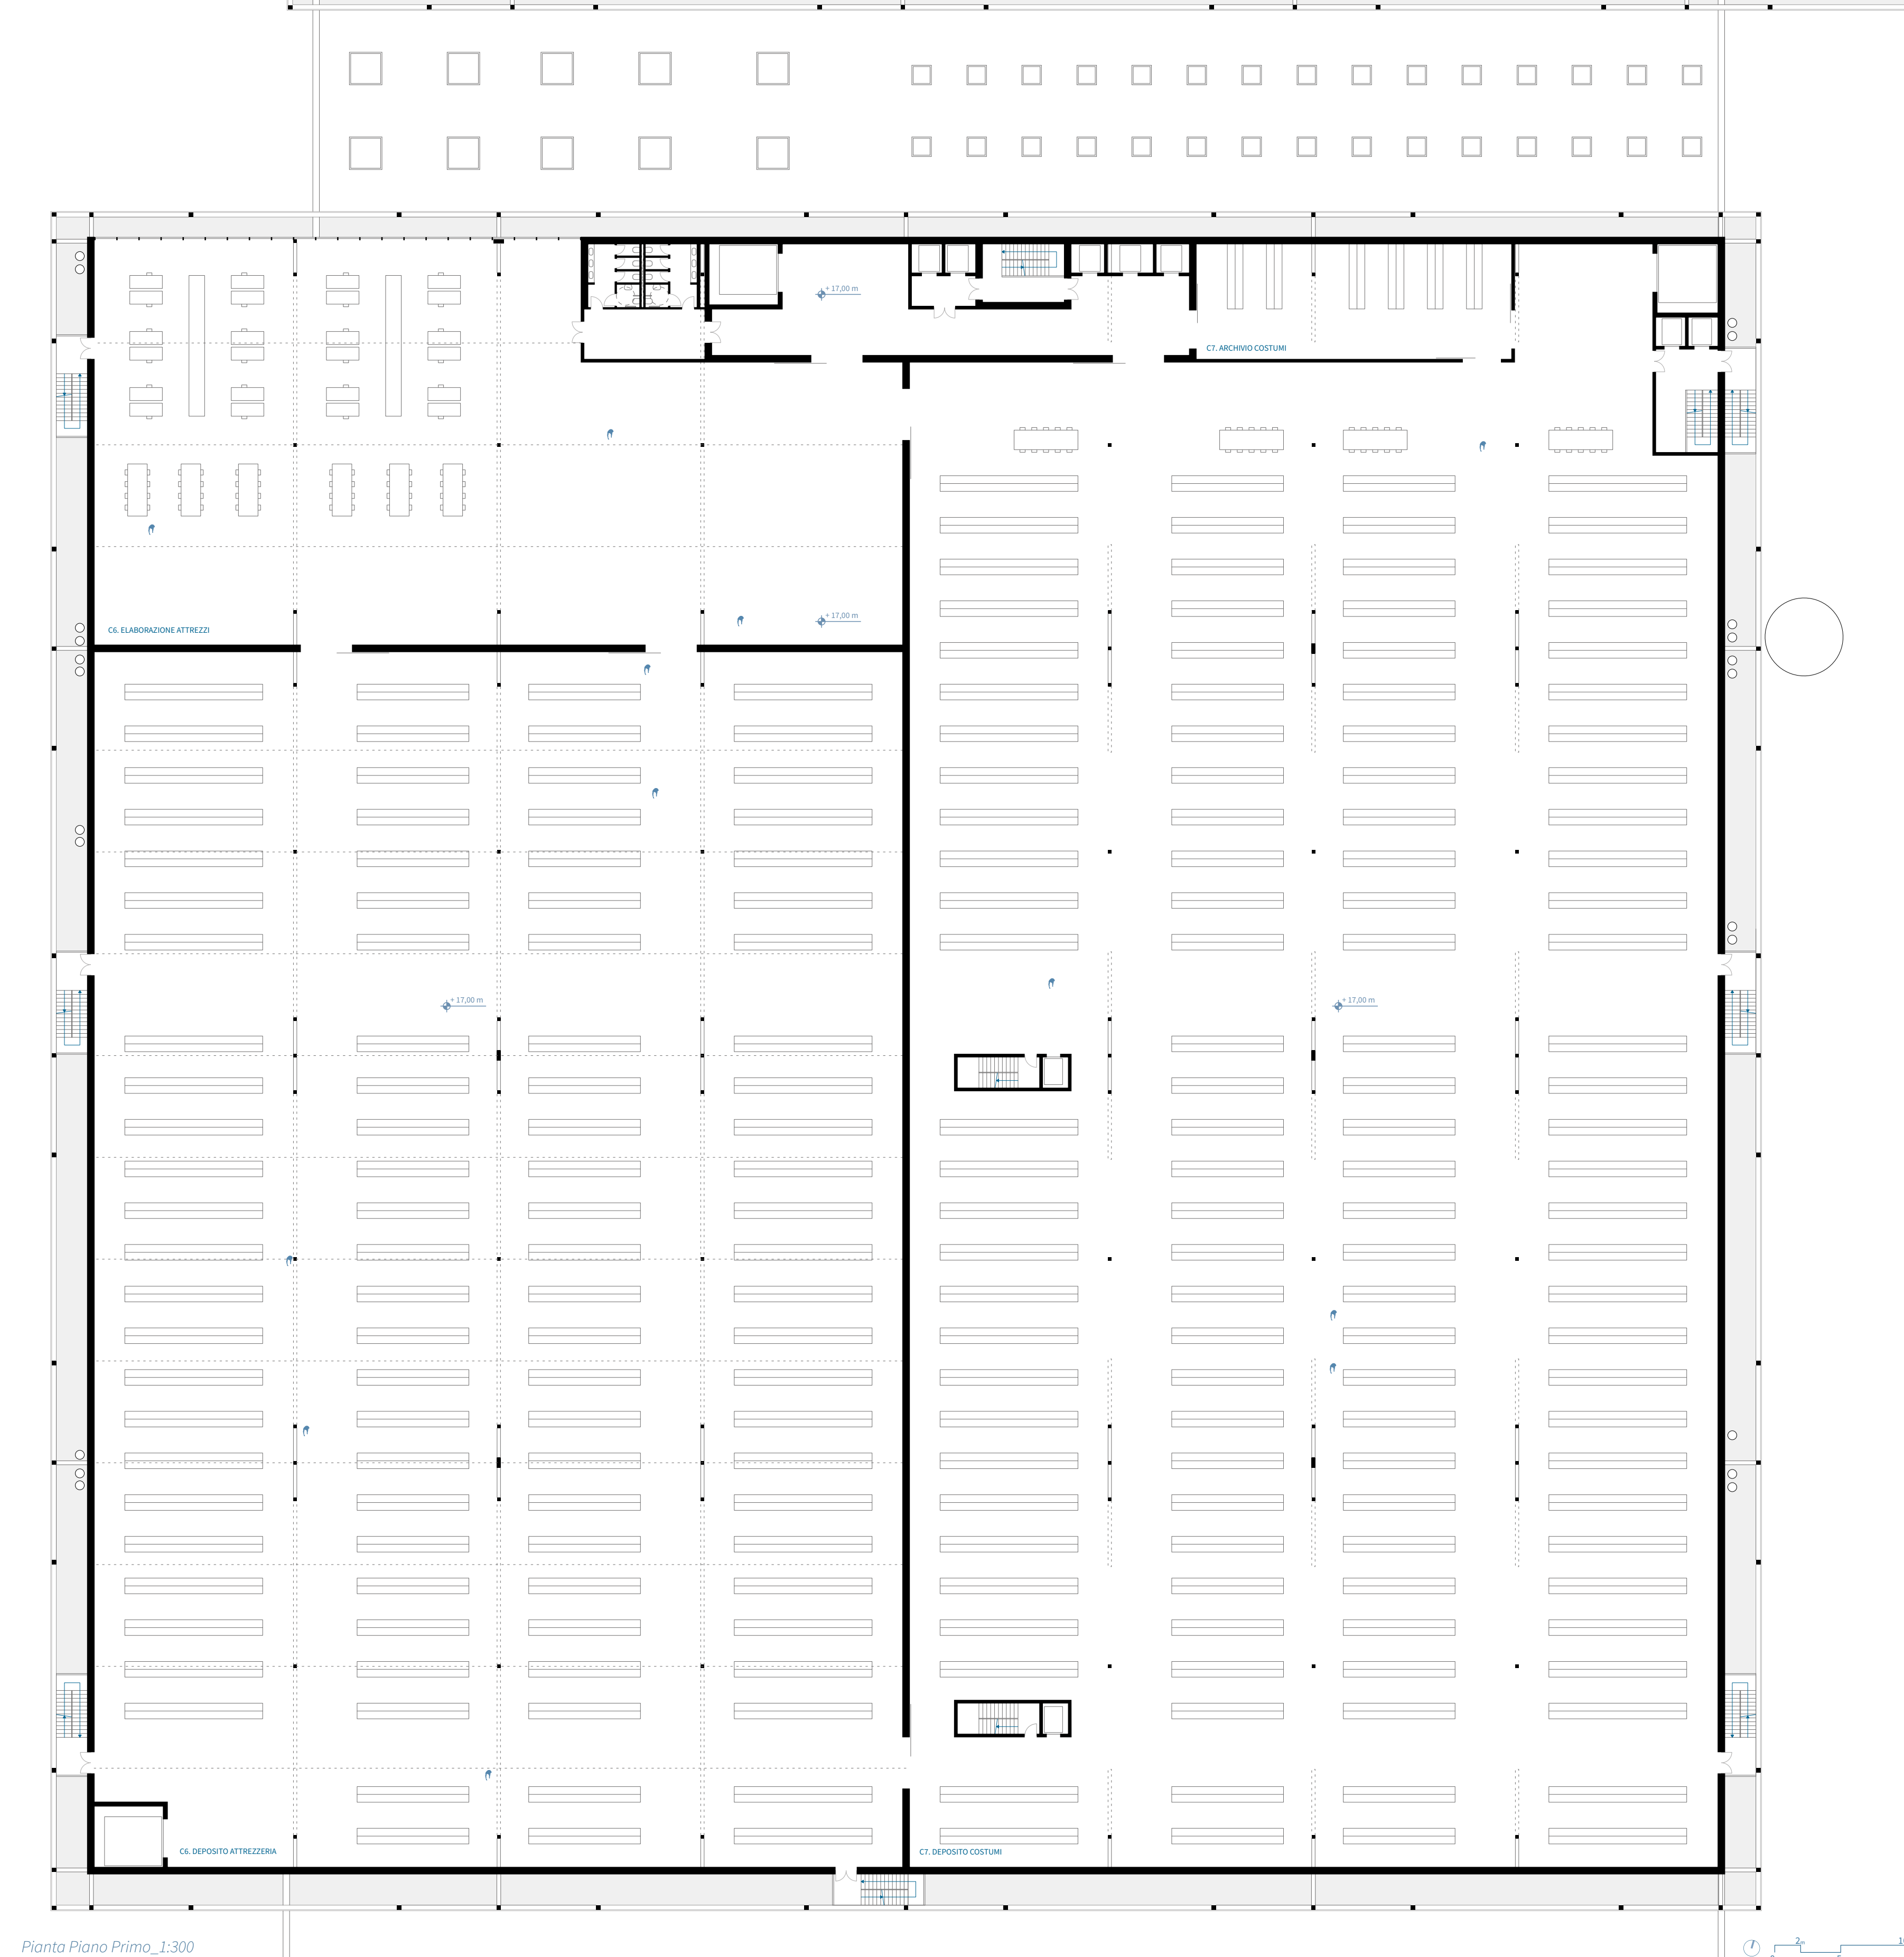 + 17,00 m
C7. ARCHIVIO COSTUMI
+ 17,00 m
C6. ELABORAZIONE ATTREZZI
+ 17,00 m
+ 17,00 m
C6. DEPOSITO ATTREZZERIA
C7. DEPOSITO COSTUMI
Pianta Piano Primo_1:300
2m